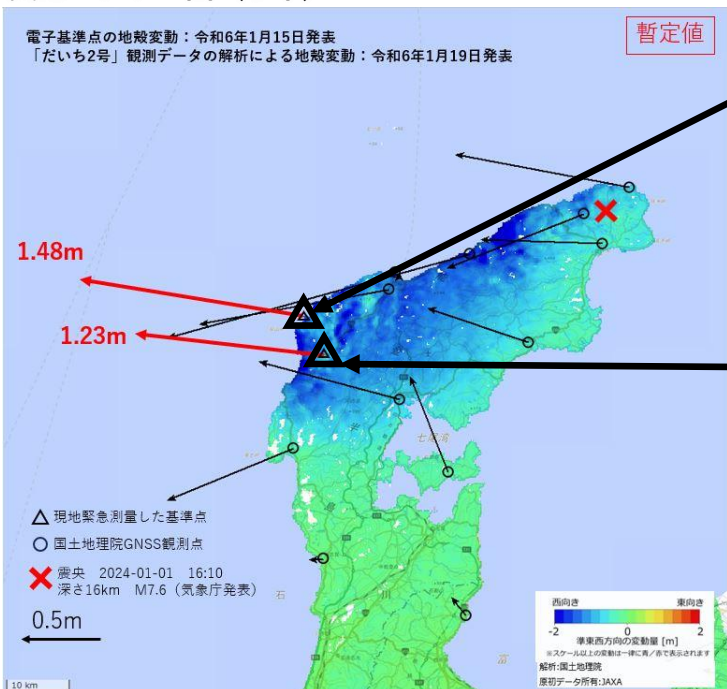 電子基準点の地殻変動：令和6年1月15日発表
「だいち2号」観測データの解析による地殻変動：令和6年1月19日発表
暫定値
1.48m
1.23m
七尾湾
△ 現地緊急測量した基準点
○ 国土地理院GNSS観測点
震央 2024-01-01 16:10
深さ16km M7.6（気象庁発表）
石
川
0.5m
10 km
西向き 東向き
-2 0 2
準東西方向の変動量 [m]
※スケール以上の変動は一律に青／赤で表示されます
解析:国土地理院
原初データ所有:JAXA